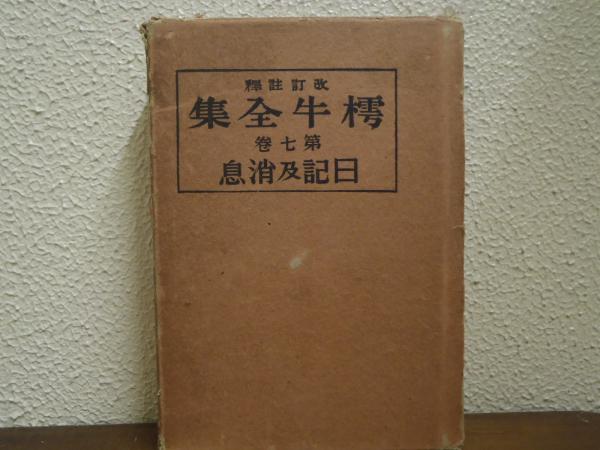 改訂註釋
樗牛全集
第七卷
日記及消息